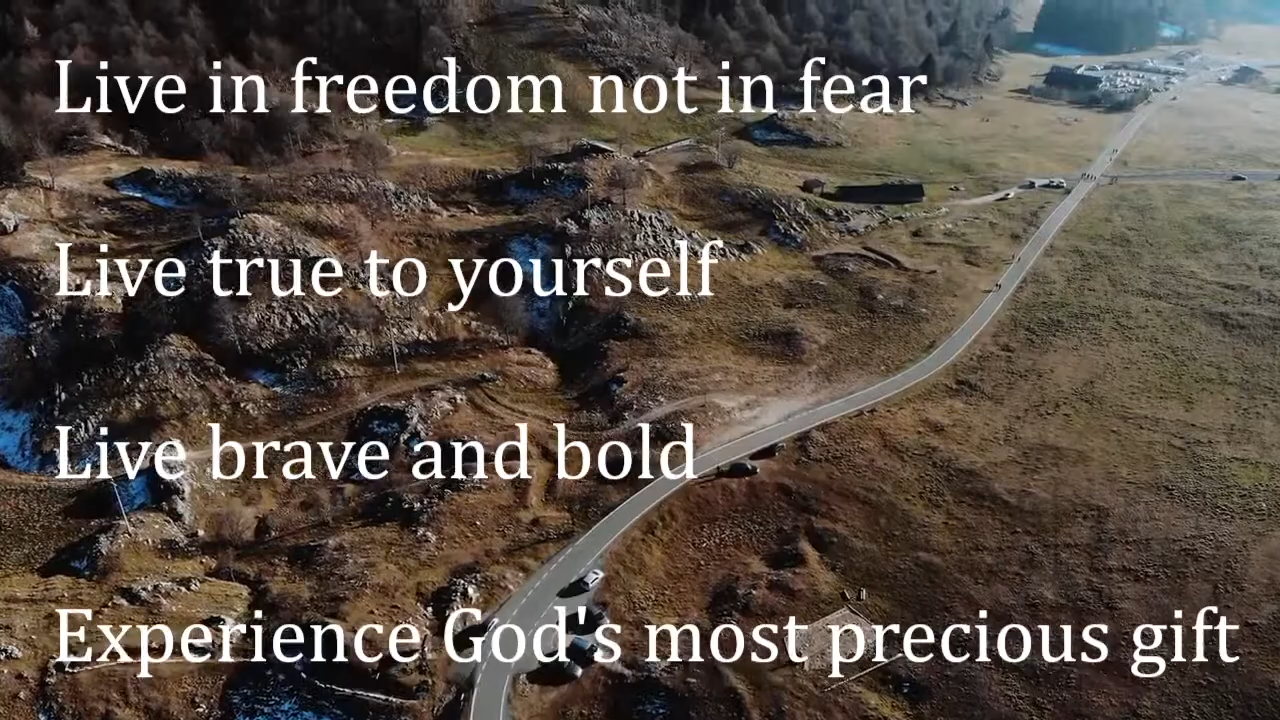 Live in freedom not in fear
Live true to yourself
Live brave and bold
Experience God's most precious gift